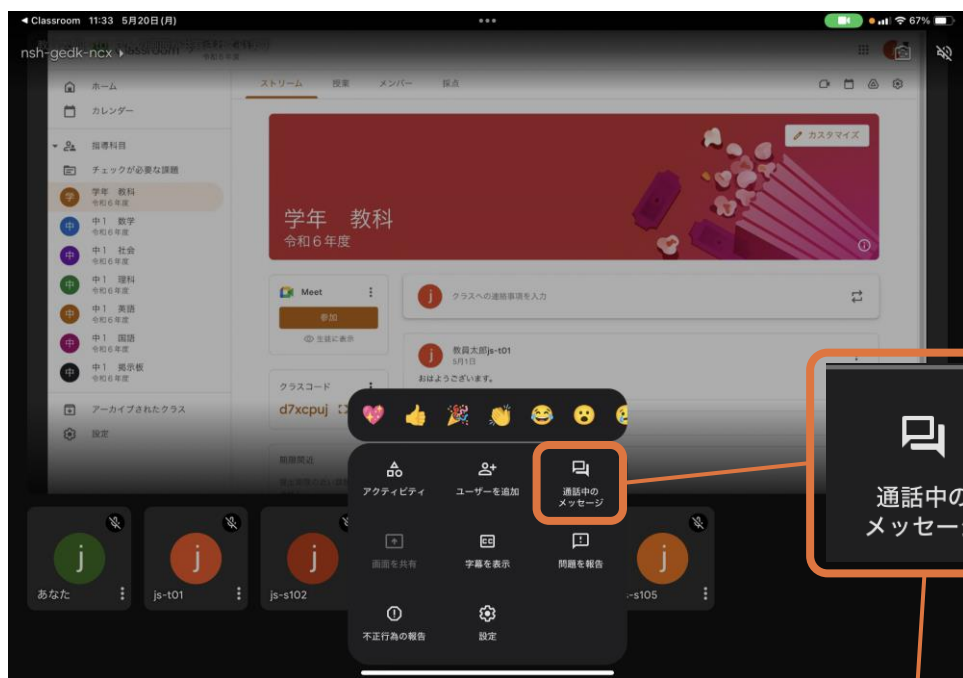 ◀ Classroom 11:33 5月20日(月)
67%
nsh-gedk-ncx
ホーム
カレンダー
指導科目
チェックが必要な課題
学 学年 教科
令和6年度
中 中1 数学
令和6年度
中 中1 社会
令和6年度
中 中1 理科
令和6年度
中 中1 英語
令和6年度
中 中1 国語
令和6年度
中 中1 掲示板
令和6年度
アーカイブされたクラス
設定
ストリーム 授業 メンバー 採点
カスタマイズ
学年 教科
令和6年度
Meet
参加
生徒に表示
クラスコード
d7xcpuj
j クラスへの連絡事項を入力
j 教員太郎js-t01
5月1日
おはようございます。
アクティビティ
ユーザーを追加
通話中の
メッセージ
画面を共有
字幕を表示
問題を報告
不正行為の報告
設定
j あなた
j js-t01
j js-s102
j -s105
通話中の
メッセー